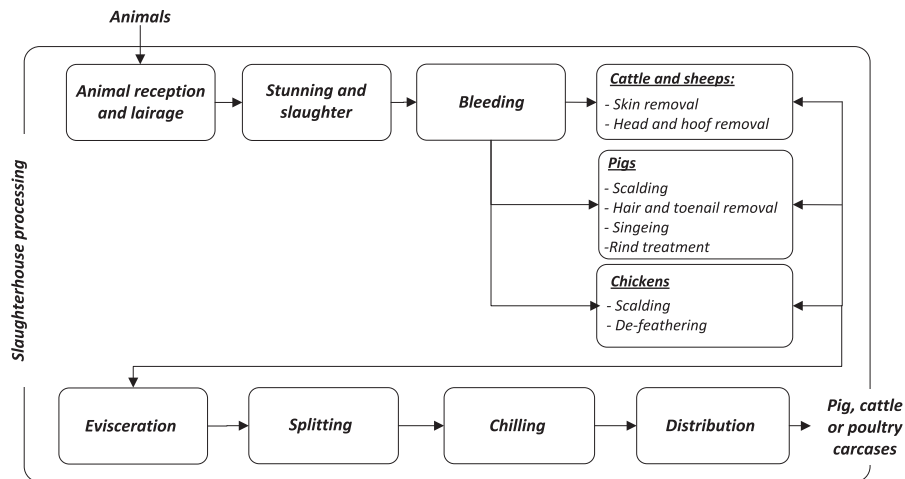 Animals
Animal reception
and lairage
Stunning and
slaughter
Bleeding
Cattle and sheeps:
- Skin removal
- Head and hoof removal
Pigs
- Scalding
- Hair and toenail removal
- Singeing
-Rind treatment
Chickens
- Scalding
- De-feathering
Slaughterhouse processing
Evisceration
Splitting
Chilling
Distribution
Pig, cattle
or poultry
carcases